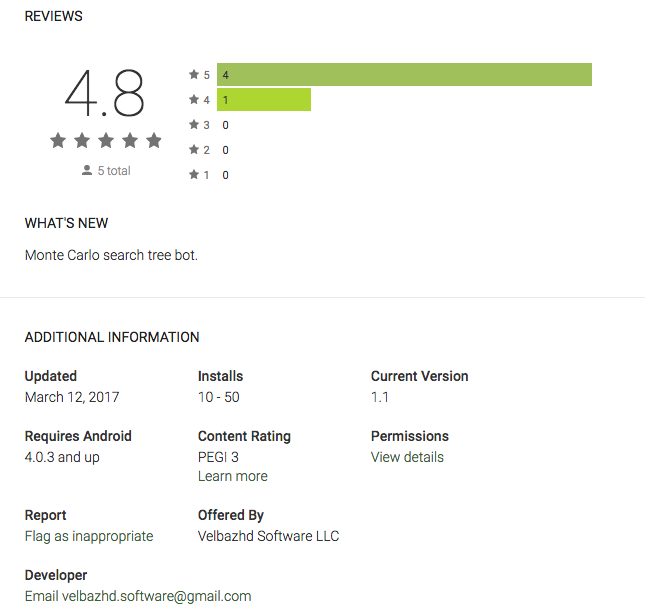 REVIEWS
4.8
5 total
5 4
4 1
3 0
2 0
1 0
WHAT'S NEW
Monte Carlo search tree bot.
ADDITIONAL INFORMATION
Updated Installs Current Version
March 12, 2017 10 - 50 1.1
Requires Android Content Rating Permissions
4.0.3 and up PEGI 3 View details
Learn more
Report Offered By
Flag as inappropriate Velbazhd Software LLC
Developer
Email velbazhd.software@gmail.com